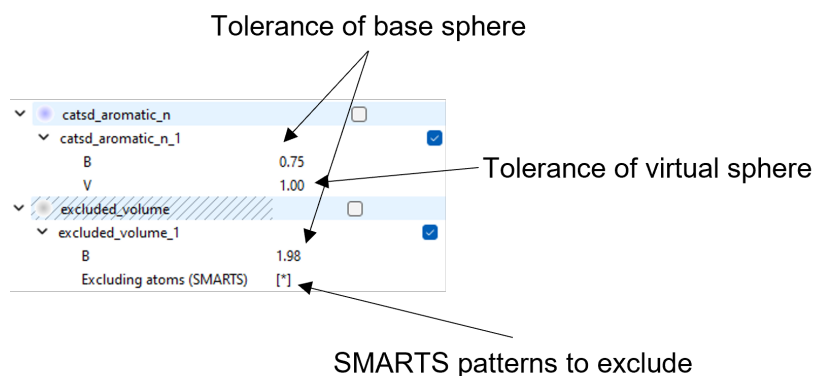 Tolerance of base sphere
catsd_aromatic_n
catsd_aromatic_n_1
B 0.75
V 1.00
Tolerance of virtual sphere
excluded_volume
excluded_volume_1
B 1.98
Excluding atoms (SMARTS) [*]
SMARTS patterns to exclude